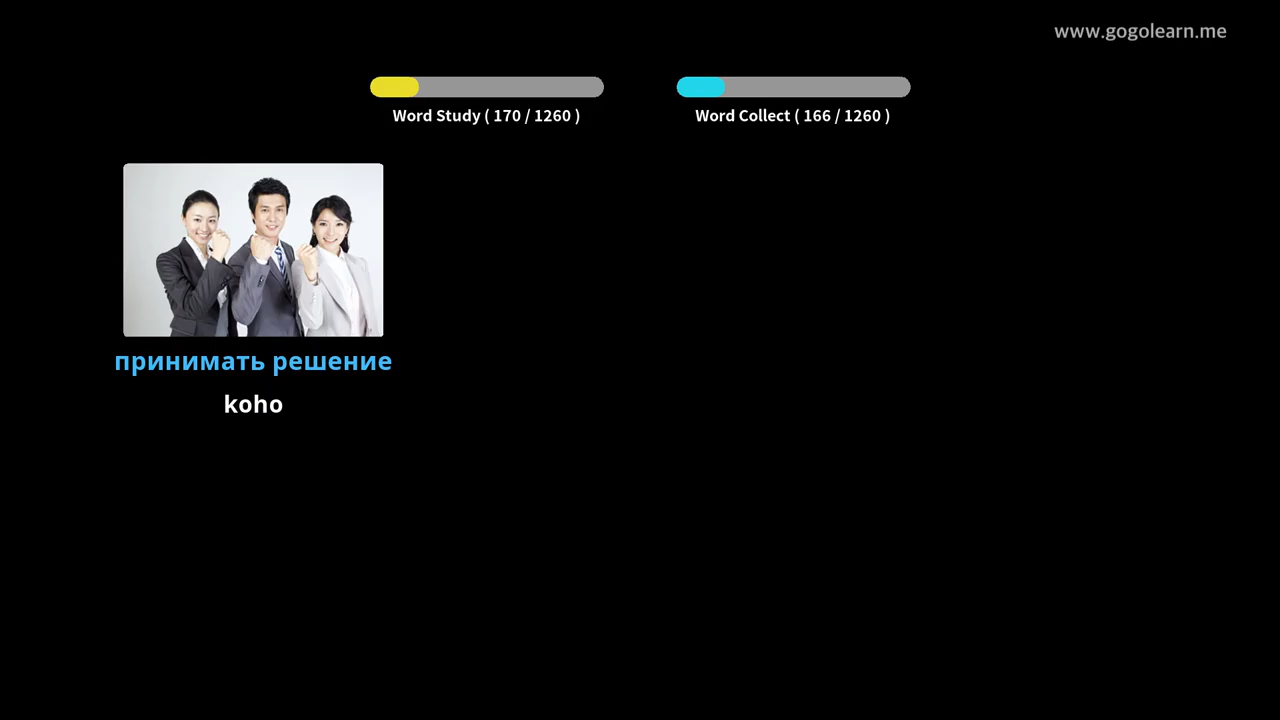 www.gogolearn.me
Word Study ( 170 / 1260 )
Word Collect ( 166 / 1260 )
принимать решение
koho